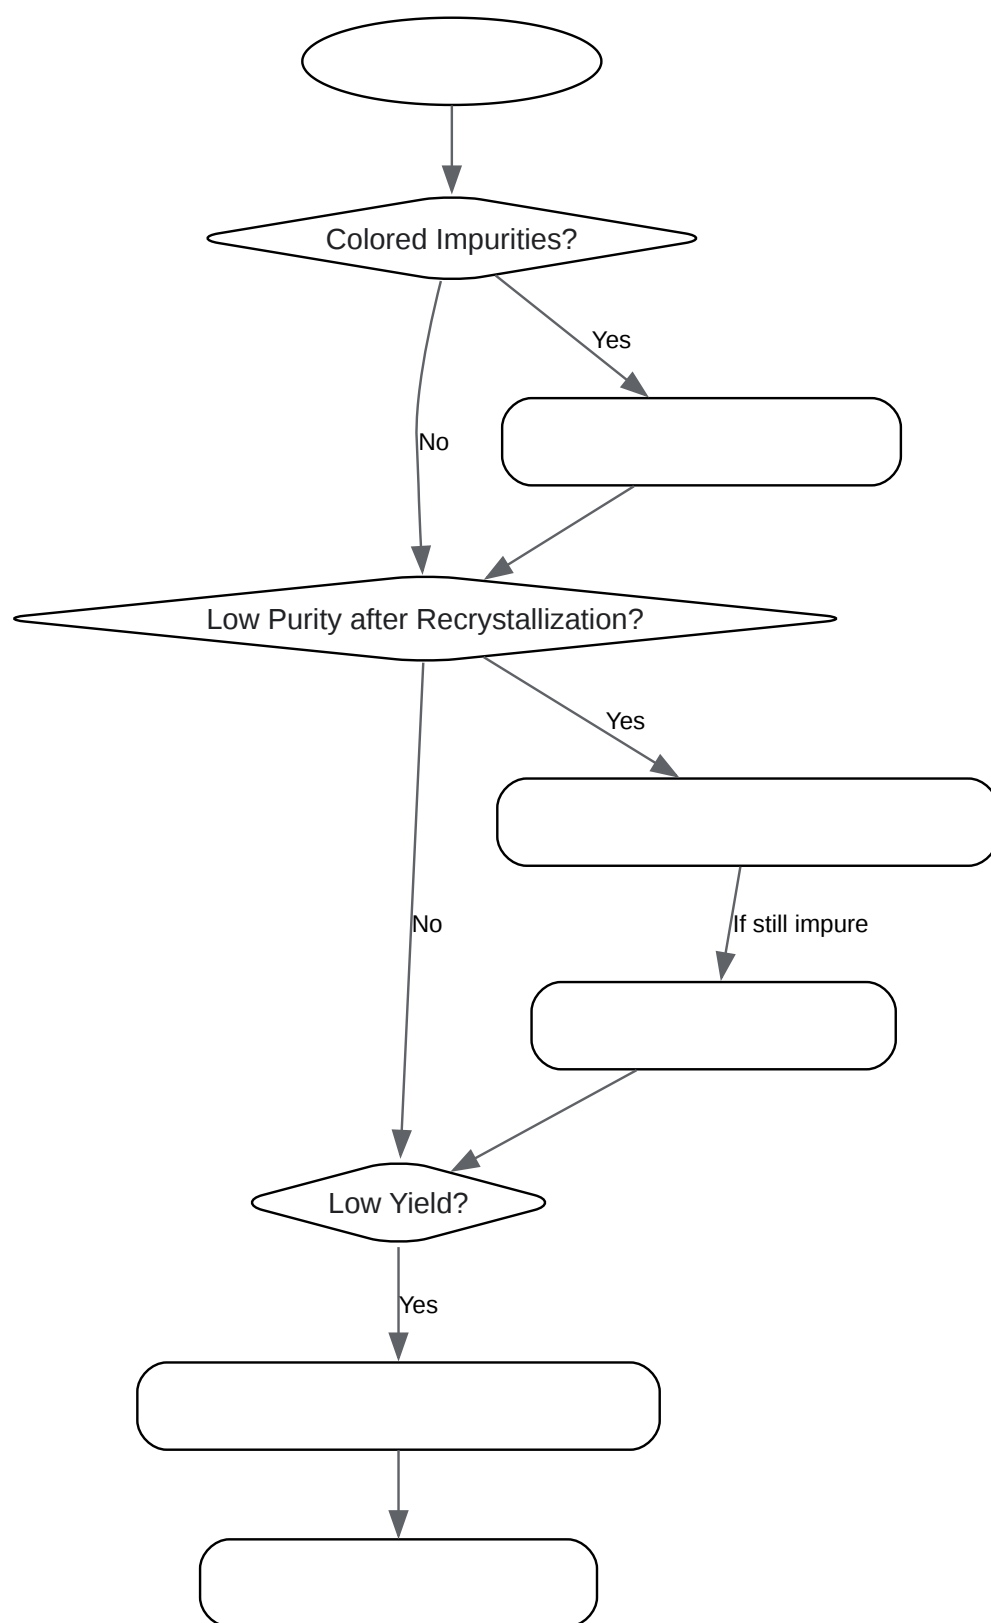 Colored Impurities?
Yes
No
Low Purity after Recrystallization?
Yes
No
If still impure
Low Yield?
Yes